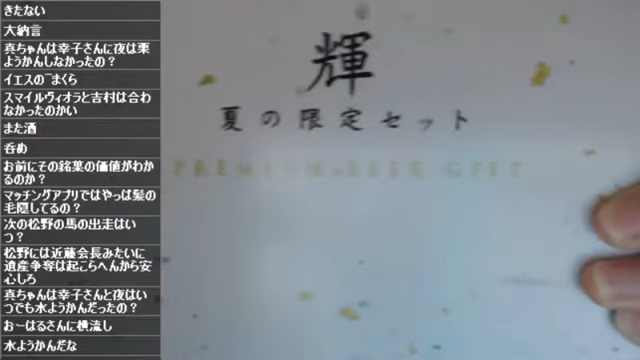 きたない
大納言
真ちゃんは幸子さんに夜は栗
ようかんしなかったの？
イエスの￣まくら
スマイルヴィオラと吉村は合わ
なかったのかい
また酒
呑め
お前にその銘菓の価値がわか
るのか？
マッチングアプリではやっぱ髪の
毛隠してるの？
次の松野の馬の出走はい
つ？
松野には近藤会長みたいに
遺産争奪は起こらへんから安
心しろ
真ちゃんは幸子さんと夜はい
つでも水ようかんだったの？
おーはるさんに横流し
水ようかんだな
輝
夏の限定セット
GIFT